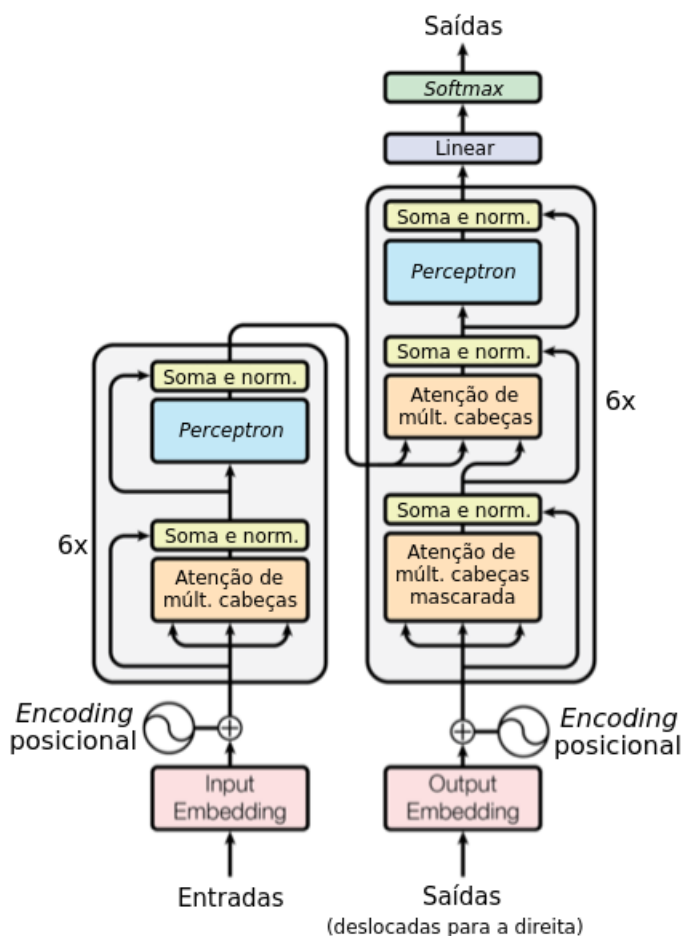 Saídas
Softmax
Linear
Soma e norm.
Perceptron
Soma e norm.
Atenção de
múlt. cabeças
6x
Soma e norm.
Atenção de
múlt. cabeças
mascarada
Soma e norm.
Perceptron
6x
Soma e norm.
Atenção de
múlt. cabeças
Encoding
posicional
Encoding
posicional
Input
Embedding
Output
Embedding
Entradas
Saídas
(deslocadas para a direita)